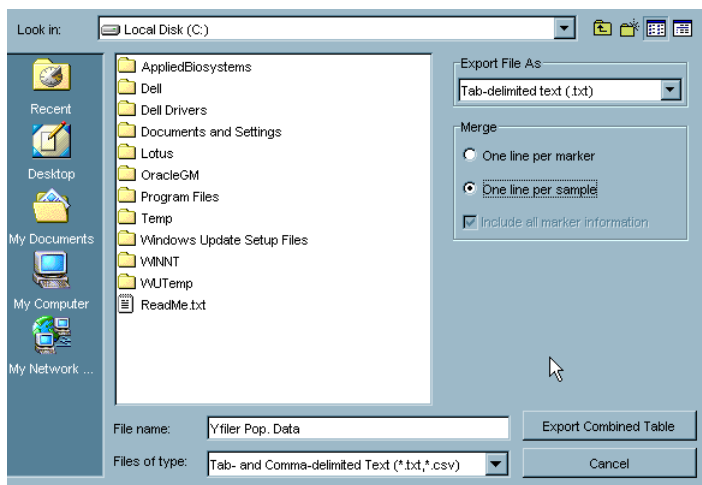 Look in:
Local Disk (C:)
Recent
Desktop
My Documents
My Computer
My Network ...
AppliedBiosystems
Dell
Dell Drivers
Documents and Settings
Lotus
OracleGM
Program Files
Temp
Windows Update Setup Files
WINNT
WUTemp
ReadMe.txt
Export File As
Tab-delimited text (.txt)
Merge
One line per marker
One line per sample
Include all marker information
File name:
Yfiler Pop. Data
Export Combined Table
Files of type:
Tab- and Comma-delimited Text (*.txt,*.csv)
Cancel